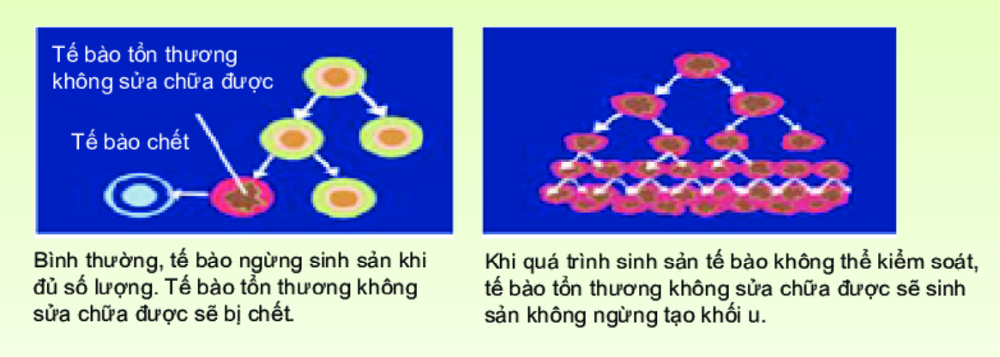 Tế bào tổn thương
không sửa chữa được
Tế bào chết
Bình thường, tế bào ngừng sinh sản khi
đủ số lượng. Tế bào tổn thương không
sửa chữa được sẽ bị chết.
Khi quá trình sinh sản tế bào không thể kiểm soát,
tế bào tổn thương không sửa chữa được sẽ sinh
sản không ngừng tạo khối u.